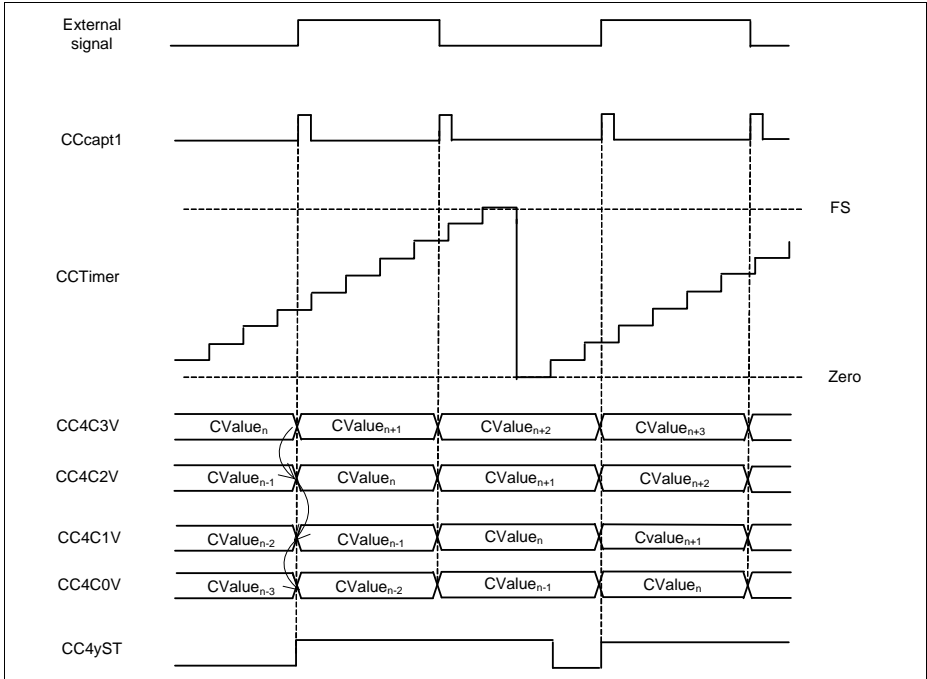 External
signal
CCcapt1
FS
CCTimer
Zero
CC4C3V CValueₙ CValueₙ₊₁ CValueₙ₊₂ CValueₙ₊₃
CC4C2V CValueₙ₋₁ CValueₙ CValueₙ₊₁ CValueₙ₊₂
CC4C1V CValueₙ₋₂ CValueₙ₋₁ CValueₙ Cvalueₙ₊₁
CC4C0V CValueₙ₋₃ CValueₙ₋₂ CValueₙ₋₁ CValueₙ
CC4yST